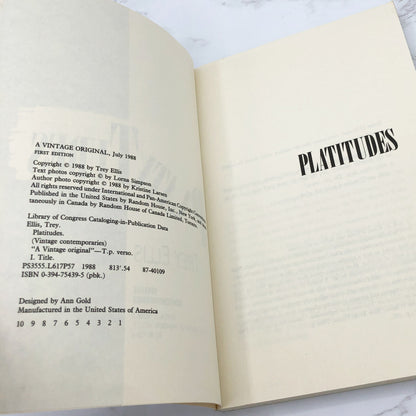 A VINTAGE ORIGINAL, July 1988
FIRST EDITION
Copyright © 1988 by Trey Ellis
Text photos copyright © by Lorna Simpson
Author photo copyright © 1988 by Kristine Larsen
All rights reserved under International and Pan-American Copyright Conventions.
Published in the United States by Random House, Inc., New York, and simul-
taneously in Canada by Random House of Canada Limited, Toronto.
Library of Congress Cataloging-in-Publication Data
Ellis, Trey.
Platitudes.
(Vintage contemporaries)
"A Vintage original"—T.p. verso.
I. Title.
PS3555.L617P57 1988 813'.54 87-40109
ISBN 0-394-75439-5 (pbk.)
Designed by Ann Gold
Manufactured in the United States of America
10 9 8 7 6 5 4 3 2 1
PLATITUDES